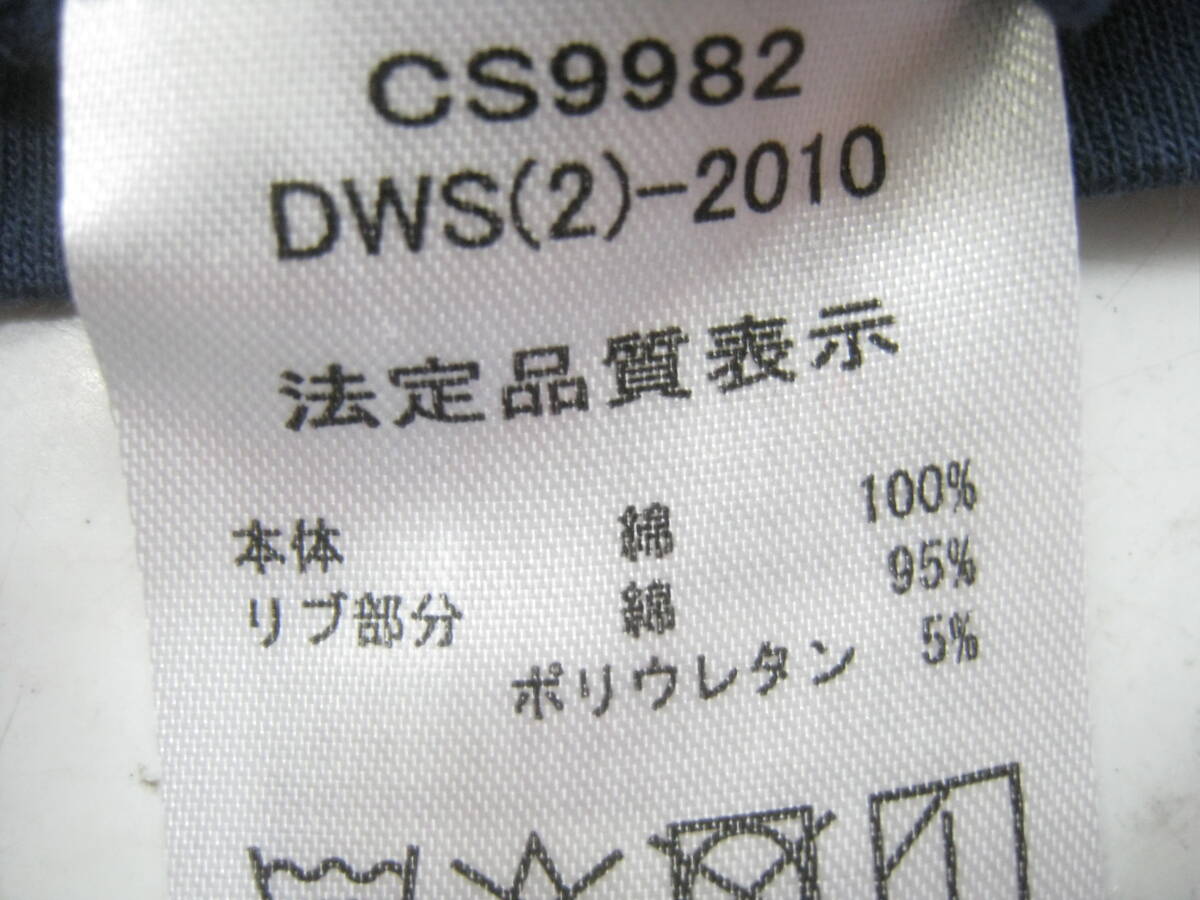 CS9982
DWS(2)-2010
法定品質表示
本体 綿 100%
リブ部分 綿 95%
ポリウレタン 5%